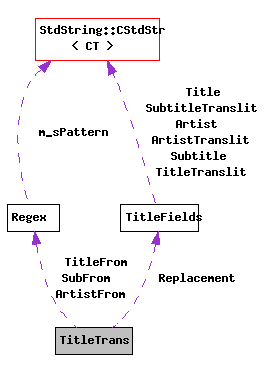 StdString::CStdStr
< CT >
Title
SubtitleTranslit
Artist
ArtistTranslit
Subtitle
TitleTranslit
m_sPattern
Regex
TitleFields
TitleFrom
SubFrom
ArtistFrom
Replacement
TitleTrans